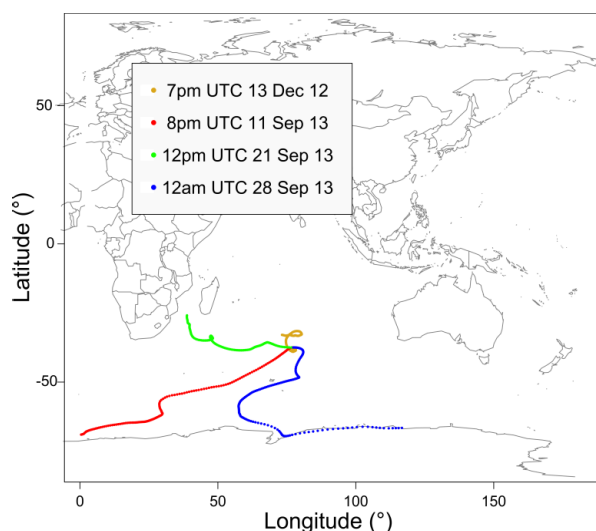 7pm UTC 13 Dec 12
8pm UTC 11 Sep 13
12pm UTC 21 Sep 13
12am UTC 28 Sep 13
Latitude (°)
50
0
-50
0
50
100
150
Longitude (°)